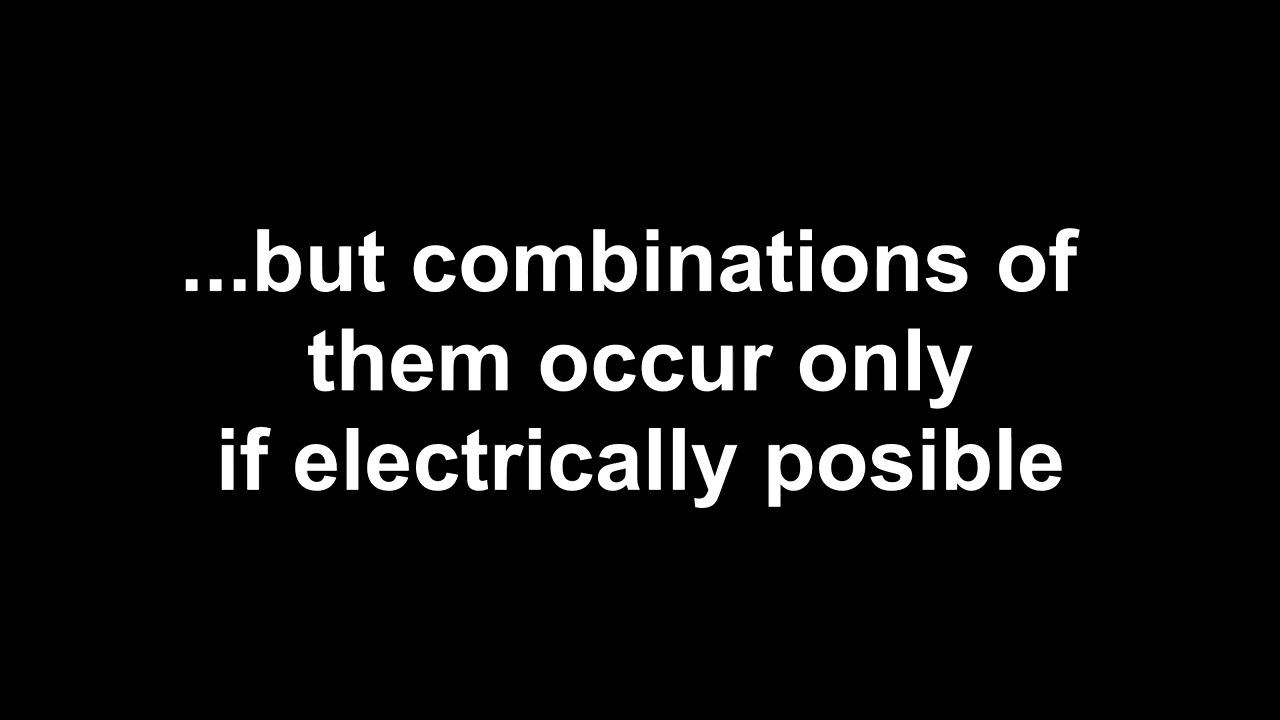 ...but combinations of
them occur only
if electrically posible